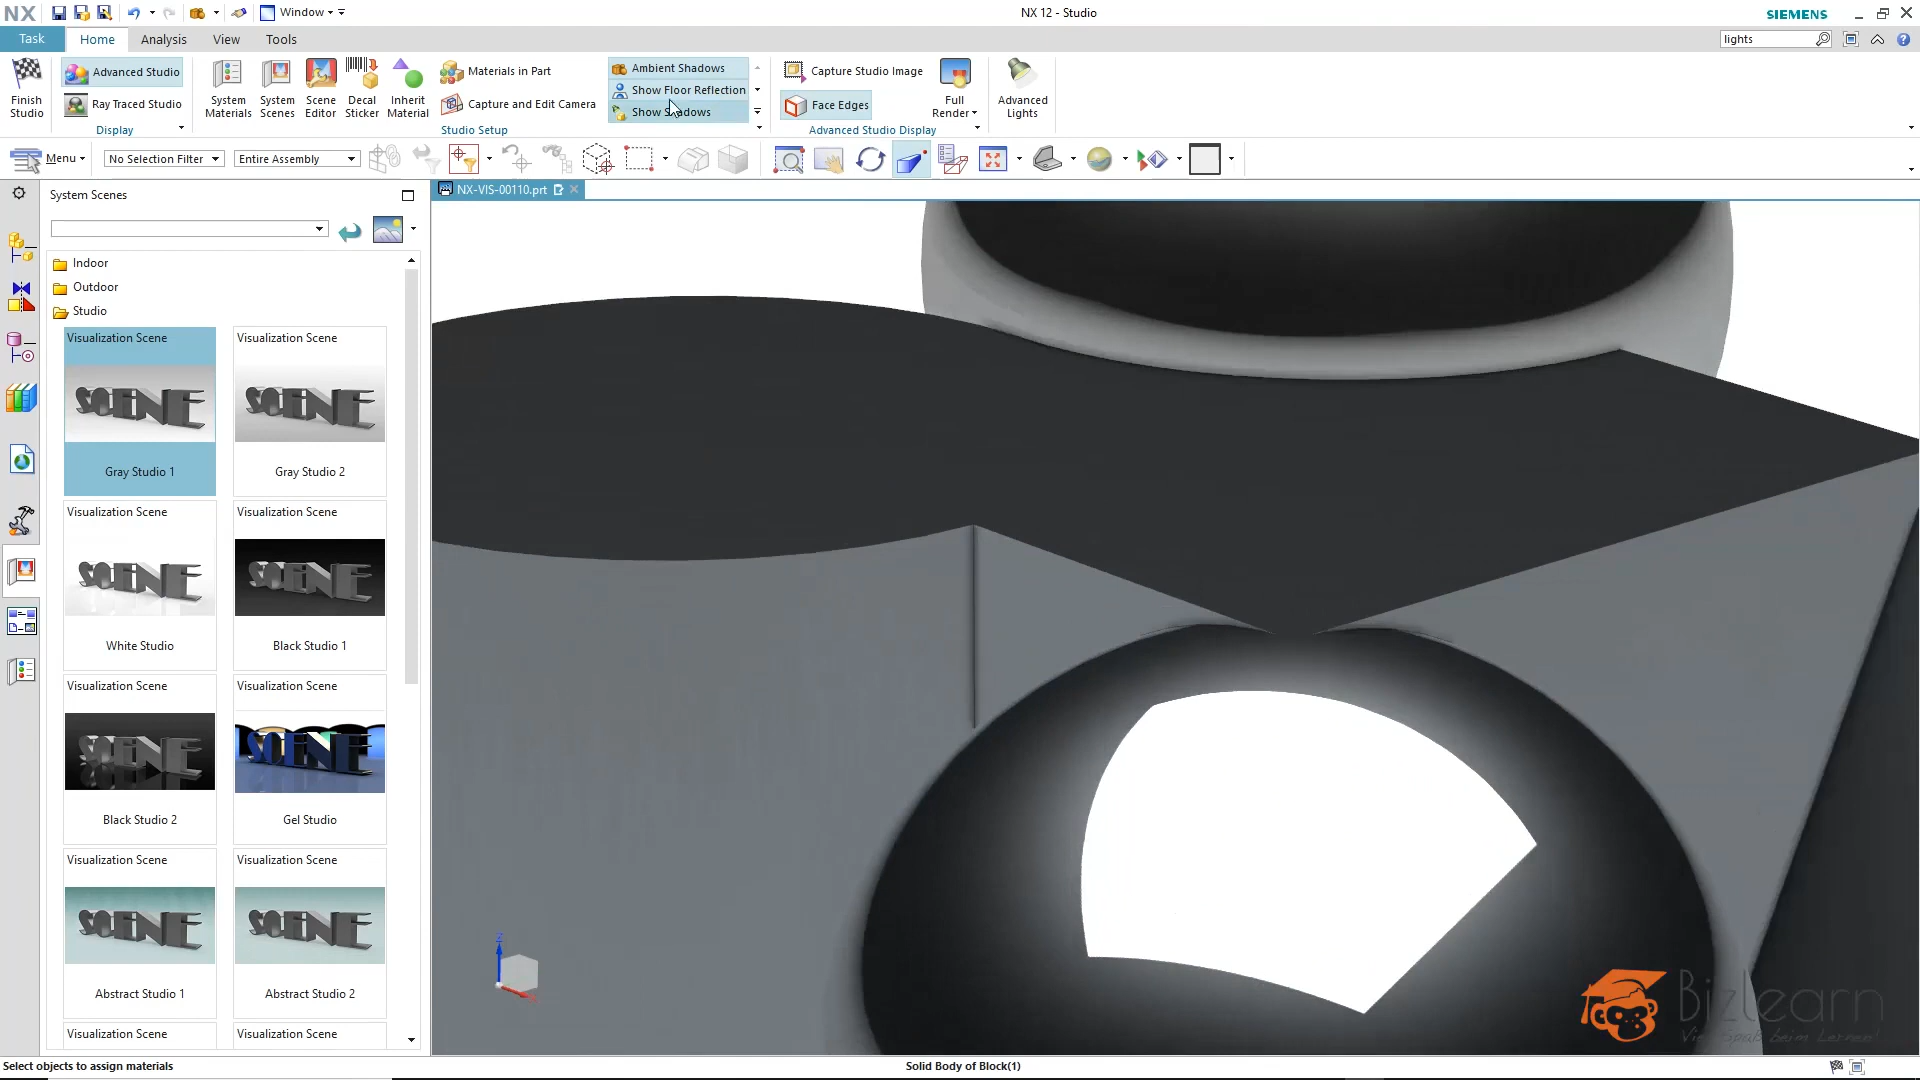 NX
Window
NX 12 - Studio
SIEMENS
Task
Home
Analysis
View
Tools
lights
Finish
Studio
Advanced Studio
Ray Traced Studio
Display
System
Materials
System
Scenes
Scene
Editor
Decal
Sticker
Inherit
Material
Materials in Part
Capture and Edit Camera
Studio Setup
Ambient Shadows
Show Floor Reflection
Show Shadows
Capture Studio Image
Face Edges
Full
Render
Advanced Studio Display
Advanced
Lights
Menu
No Selection Filter
Entire Assembly
System Scenes
NX-VIS-00110.prt
Indoor
Outdoor
Studio
Visualization Scene
Visualization Scene
Gray Studio 1
Gray Studio 2
Visualization Scene
Visualization Scene
White Studio
Black Studio 1
Visualization Scene
Visualization Scene
Black Studio 2
Gel Studio
Visualization Scene
Visualization Scene
Abstract Studio 1
Abstract Studio 2
Visualization Scene
Visualization Scene
Bizlearn
Viel Spaß beim Lernen!
Select objects to assign materials
Solid Body of Block(1)